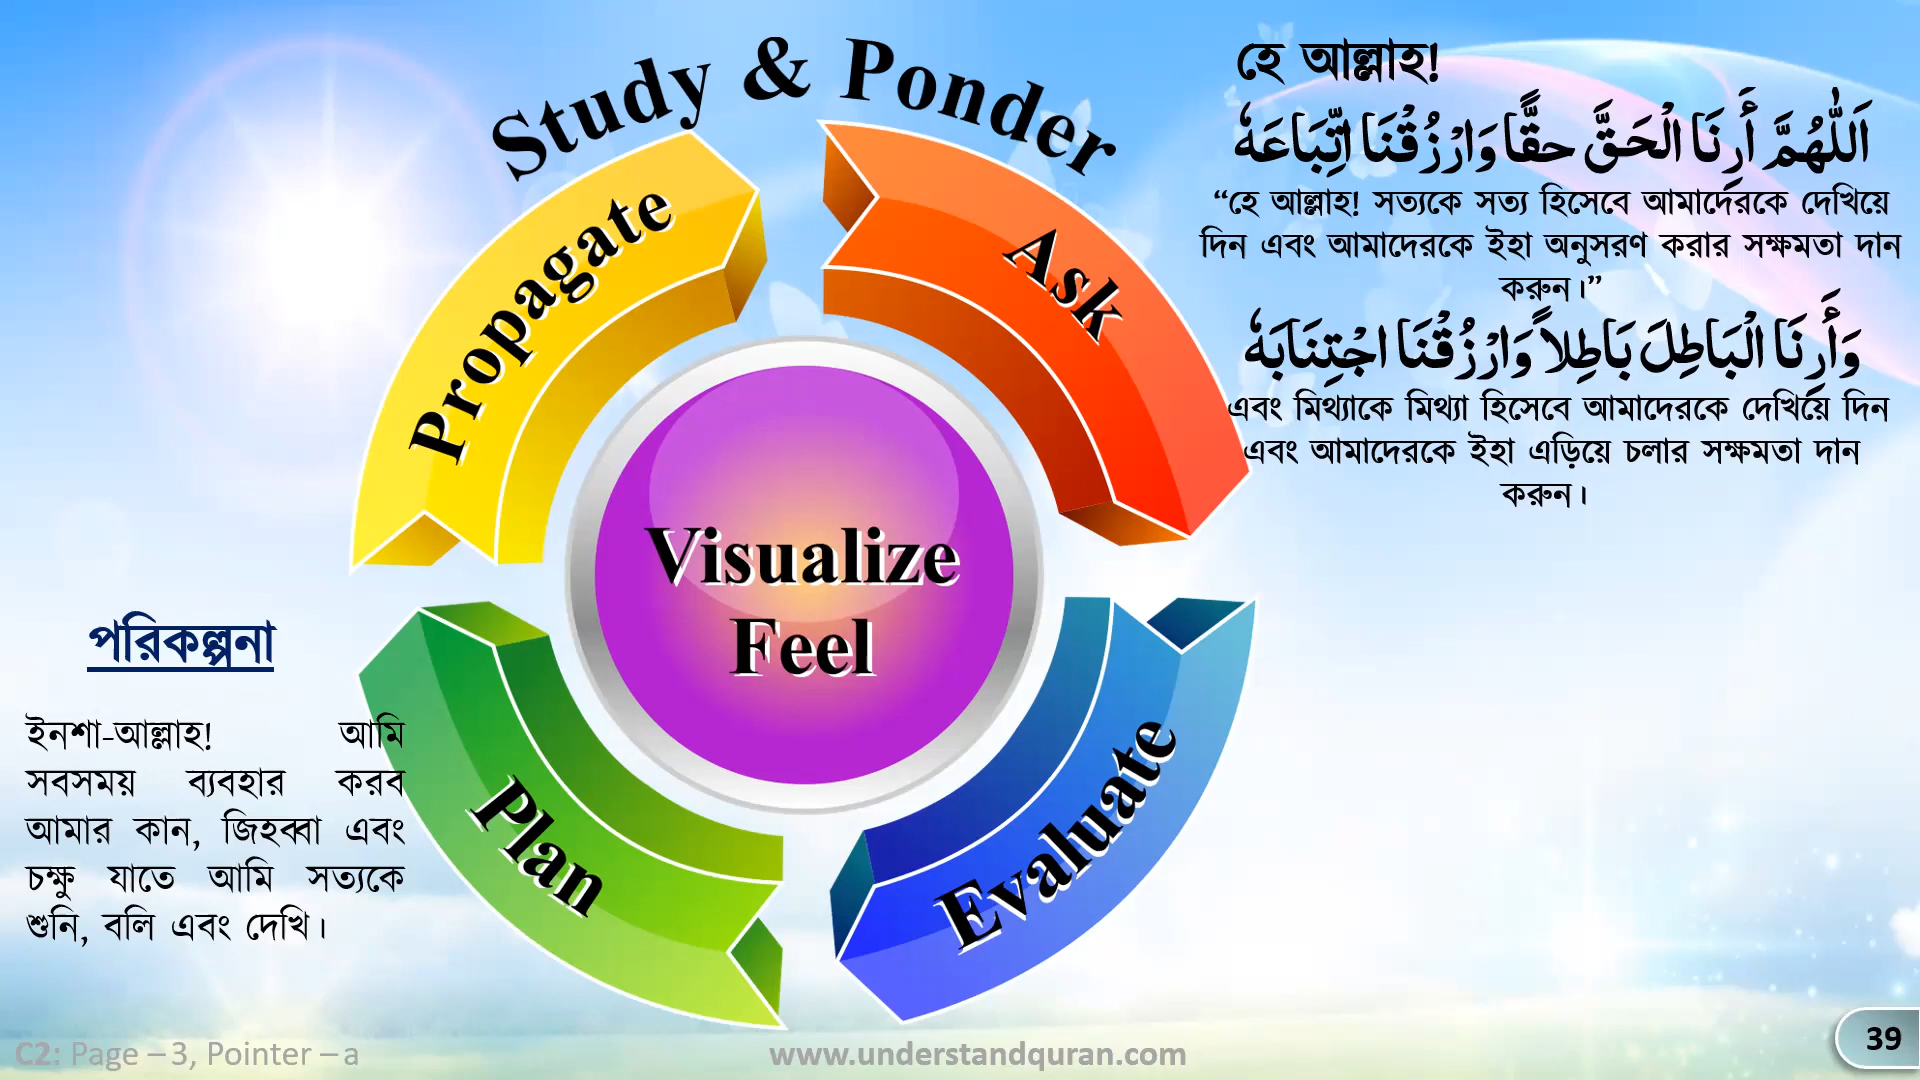 Study & Ponder
Propagate
Ask
Visualize
Feel
Plan
Evaluate
হে আল্লাহ!
اَللّٰهُمَّ أَرِنَا الْحَقَّ حقًّا وَارْزُقْنَا اتِّبَاعَهٗ
“হে আল্লাহ! সত্যকে সত্য হিসেবে আমাদেরকে দেখিয়ে
দিন এবং আমাদেরকে ইহা অনুসরণ করার সক্ষমতা দান
করুন।”
وَأَرِنَا الْبَاطِلَ بَاطِلاً وَارْزُقْنَا اجْتِنَابَهٗ
এবং মিথ্যাকে মিথ্যা হিসেবে আমাদেরকে দেখিয়ে দিন
এবং আমাদেরকে ইহা এড়িয়ে চলার সক্ষমতা দান
করুন।
পরিকল্পনা
ইনশা-আল্লাহ! আমি
সবসময় ব্যবহার করব
আমার কান, জিহব্বা এবং
চক্ষু যাতে আমি সত্যকে
শুনি, বলি এবং দেখি।
C2: Page – 3, Pointer – a
www.understandquran.com
39